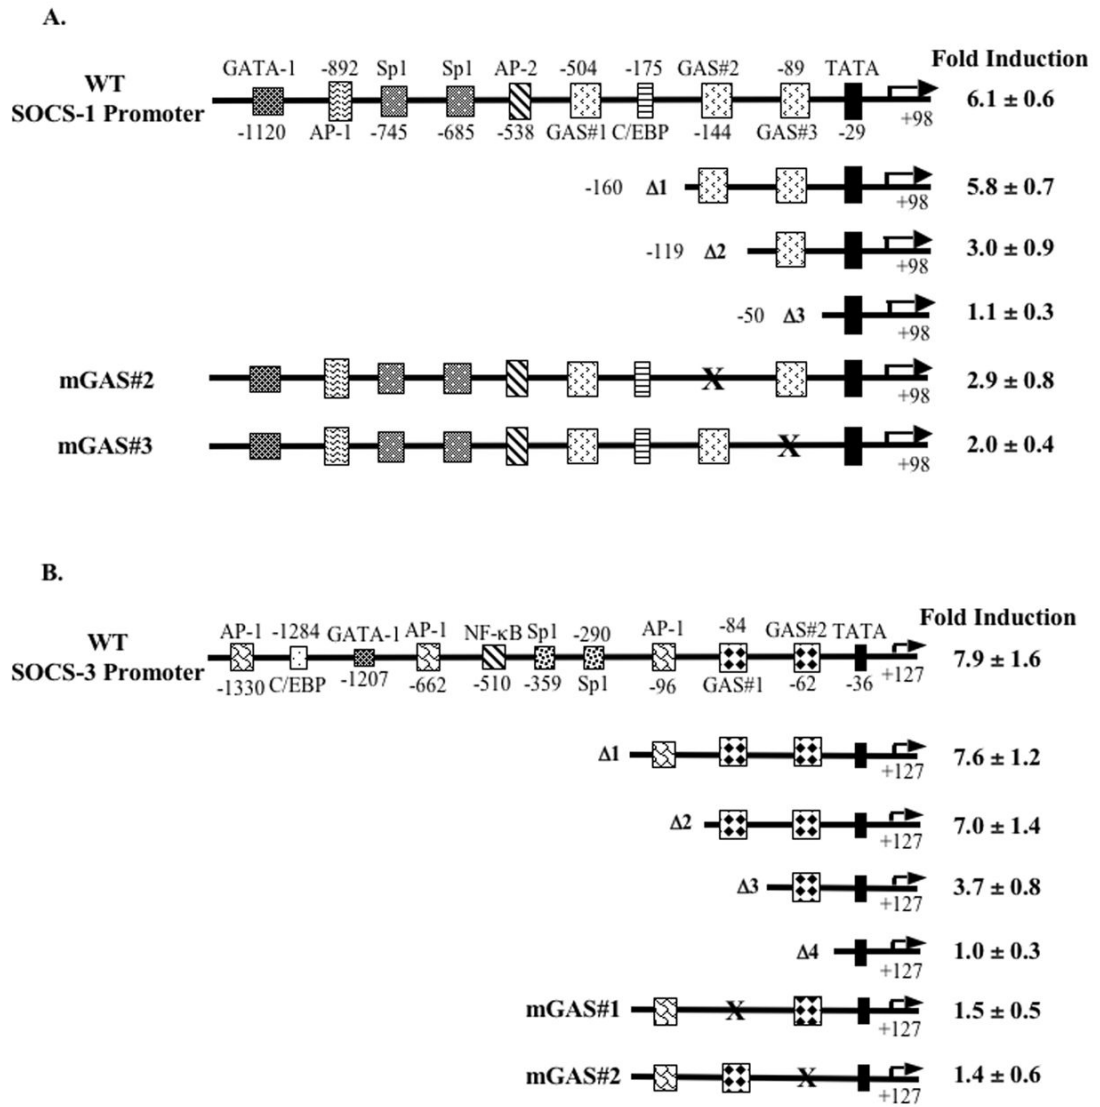 A.
Fold Induction
GATA-1 -892 Sp1 Sp1 AP-2 -504 -175 GAS#2 -89 TATA
WT
SOCS-1 Promoter
6.1 ± 0.6
+98
-1120 AP-1 -745 -685 -538 GAS#1 C/EBP -144 GAS#3 -29
-160 Δ1 5.8 ± 0.7
+98
-119 Δ2 3.0 ± 0.9
+98
-50 Δ3 1.1 ± 0.3
+98
mGAS#2 X 2.9 ± 0.8
+98
mGAS#3 X 2.0 ± 0.4
+98
B.
Fold Induction
AP-1 -1284 GATA-1 AP-1 NF-κB Sp1 -290 AP-1 -84 GAS#2 TATA
WT
SOCS-3 Promoter
7.9 ± 1.6
+127
-1330 C/EBP -1207 -662 -510 -359 Sp1 -96 GAS#1 -62 -36
Δ1 7.6 ± 1.2
+127
Δ2 7.0 ± 1.4
+127
Δ3 3.7 ± 0.8
+127
Δ4 1.0 ± 0.3
+127
mGAS#1 X 1.5 ± 0.5
+127
mGAS#2 X 1.4 ± 0.6
+127